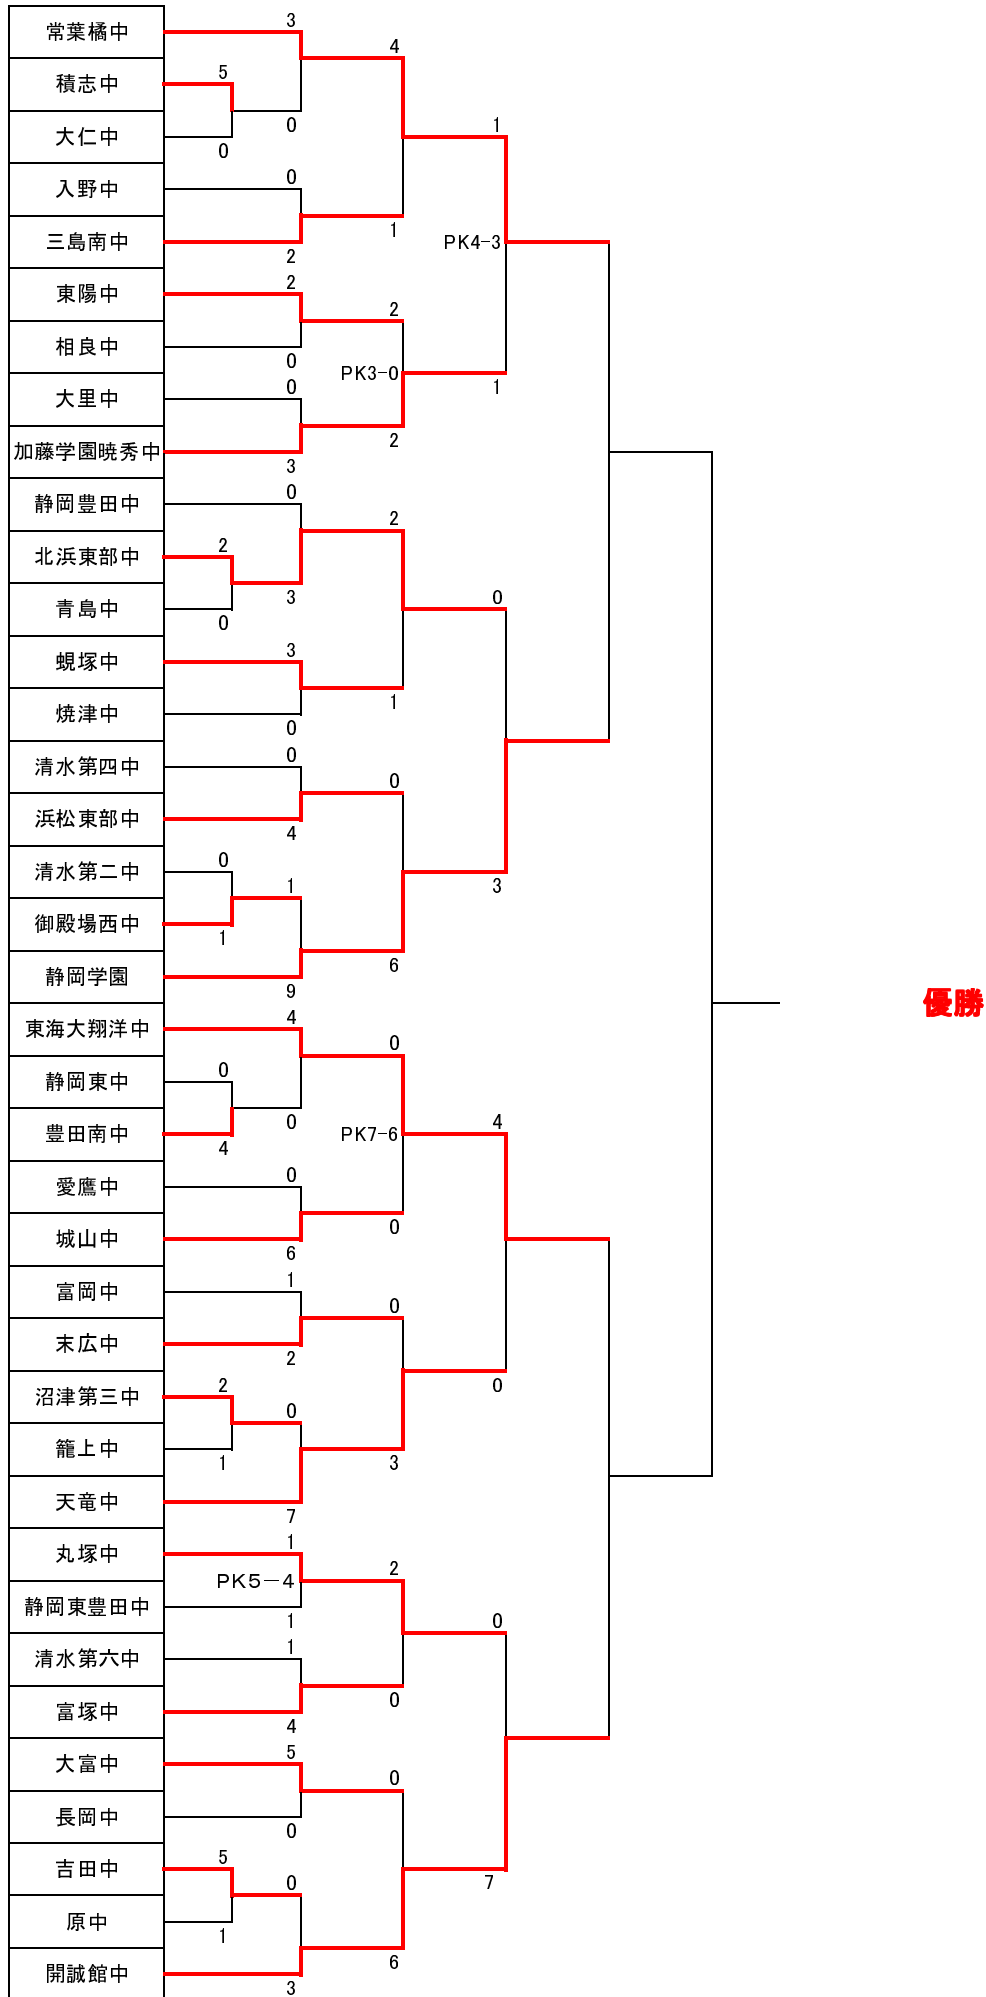 常葉橘中
3
4
積志中
5
大仁中
0
0
1
入野中
0
三島南中
2
1
PK4-3
東陽中
2
2
相良中
0
PK3-0
1
大里中
0
加藤学園暁秀中
3
2
静岡豊田中
0
2
北浜東部中
2
3
0
青島中
0
蜆塚中
3
1
焼津中
0
清水第四中
0
0
浜松東部中
4
清水第二中
0
1
3
御殿場西中
1
静岡学園
9
6
優勝
東海大翔洋中
4
0
静岡東中
0
0
PK7-6
4
豊田南中
4
愛鷹中
0
城山中
6
0
富岡中
1
0
末広中
2
沼津第三中
2
0
0
籠上中
1
3
天竜中
7
丸塚中
1
2
PK5-4
静岡東豊田中
1
0
清水第六中
1
富塚中
4
0
大富中
5
0
長岡中
0
吉田中
5
0
7
原中
1
開誠館中
3
6